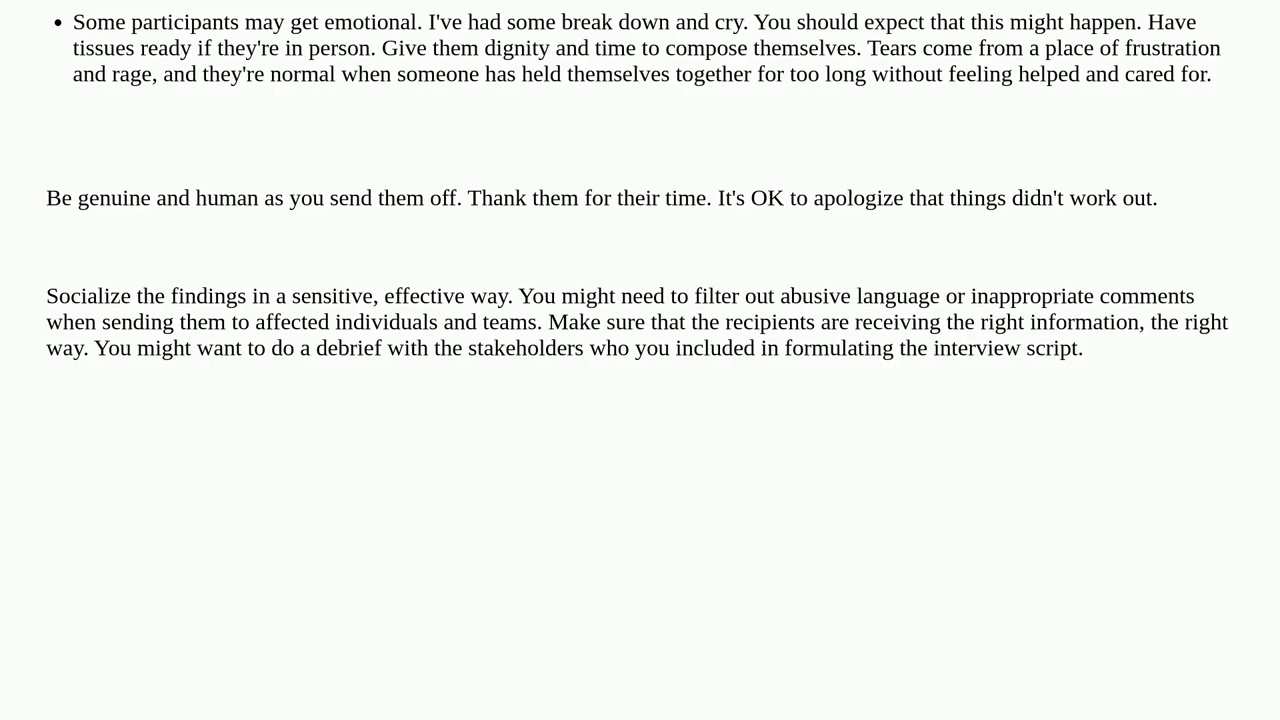 Some participants may get emotional. I've had some break down and cry. You should expect that this might happen. Have
tissues ready if they're in person. Give them dignity and time to compose themselves. Tears come from a place of frustration
and rage, and they're normal when someone has held themselves together for too long without feeling helped and cared for.
Be genuine and human as you send them off. Thank them for their time. It's OK to apologize that things didn't work out.
Socialize the findings in a sensitive, effective way. You might need to filter out abusive language or inappropriate comments
when sending them to affected individuals and teams. Make sure that the recipients are receiving the right information, the right
way. You might want to do a debrief with the stakeholders who you included in formulating the interview script.